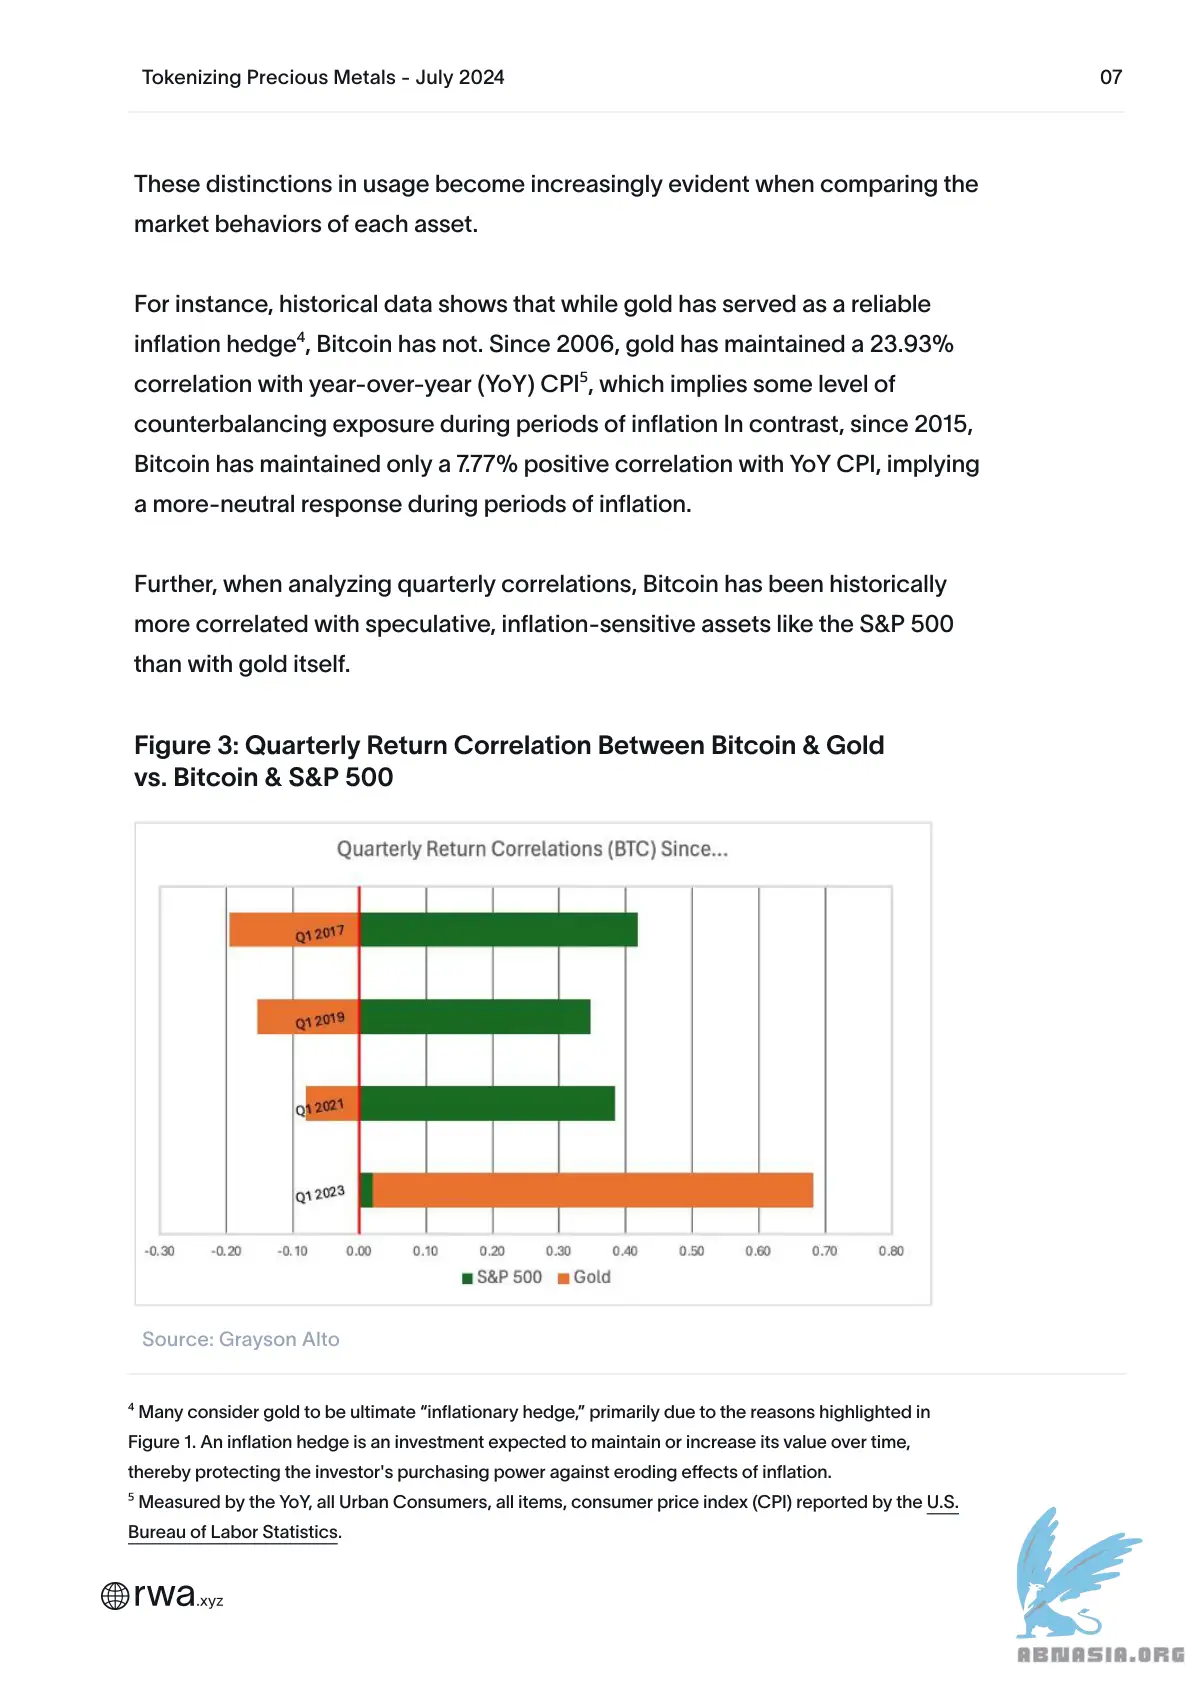 Tokenizing Precious Metals - July 2024
07
These distinctions in usage become increasingly evident when comparing the
market behaviors of each asset.
For instance, historical data shows that while gold has served as a reliable
inflation hedge⁴, Bitcoin has not. Since 2006, gold has maintained a 23.93%
correlation with year-over-year (YoY) CPI⁵, which implies some level of
counterbalancing exposure during periods of inflation In contrast, since 2015,
Bitcoin has maintained only a 7.77% positive correlation with YoY CPI, implying
a more-neutral response during periods of inflation.
Further, when analyzing quarterly correlations, Bitcoin has been historically
more correlated with speculative, inflation-sensitive assets like the S&P 500
than with gold itself.
Figure 3: Quarterly Return Correlation Between Bitcoin & Gold
vs. Bitcoin & S&P 500
Quarterly Return Correlations (BTC) Since...
Q1 2017
Q1 2019
Q1 2021
Q1 2023
-0.30 -0.20 -0.10 0.00 0.10 0.20 0.30 0.40 0.50 0.60 0.70 0.80
S&P 500 Gold
Source: Grayson Alto
⁴ Many consider gold to be ultimate “inflationary hedge,” primarily due to the reasons highlighted in
Figure 1. An inflation hedge is an investment expected to maintain or increase its value over time,
thereby protecting the investor's purchasing power against eroding effects of inflation.
⁵ Measured by the YoY, all Urban Consumers, all items, consumer price index (CPI) reported by the U.S.
Bureau of Labor Statistics.
rwa.xyz
ABNASIA.ORG